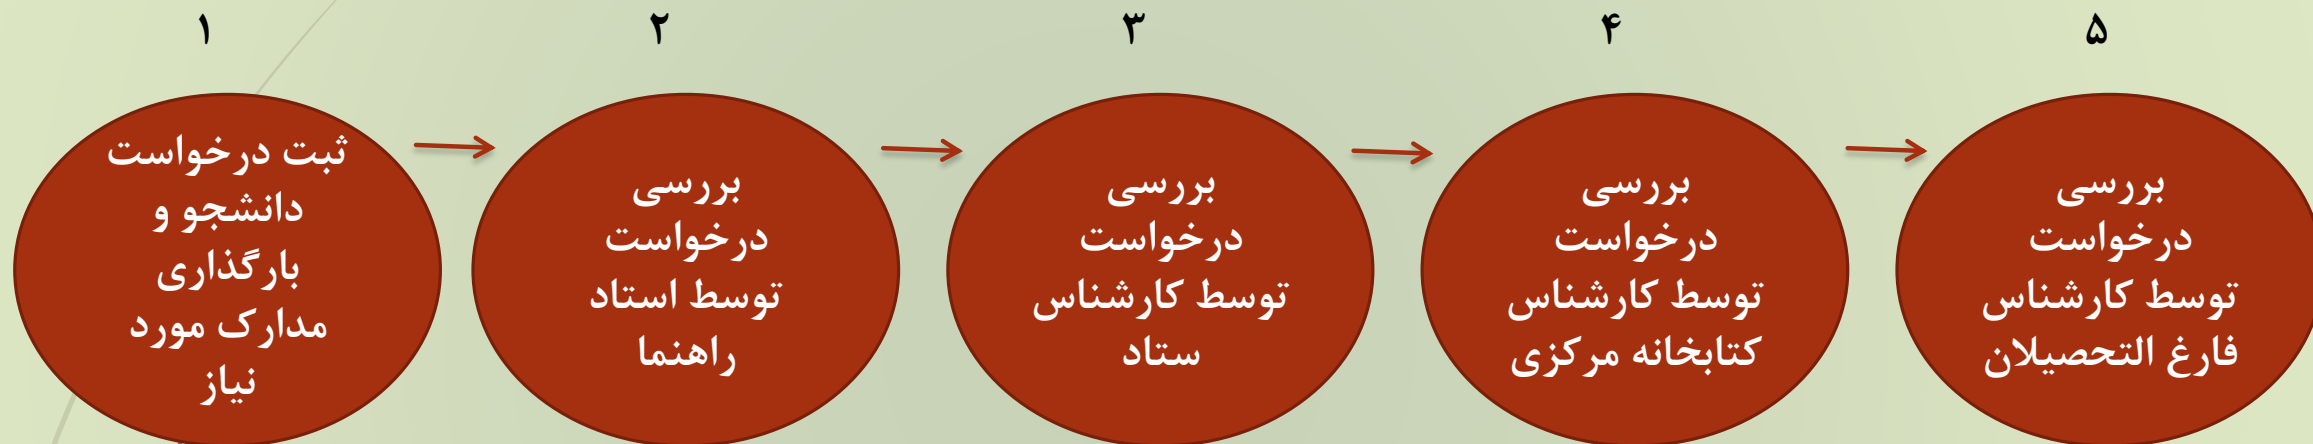 ۱
ثبت درخواست
دانشجو و
بارگذاری
مدارک مورد
نیاز
۲
بررسی
درخواست
توسط استاد
راهنما
۳
بررسی
درخواست
توسط کارشناس
ستاد
۴
بررسی
درخواست
توسط کارشناس
کتابخانه مرکزی
۵
بررسی
درخواست
توسط کارشناس
فارغ التحصیلان